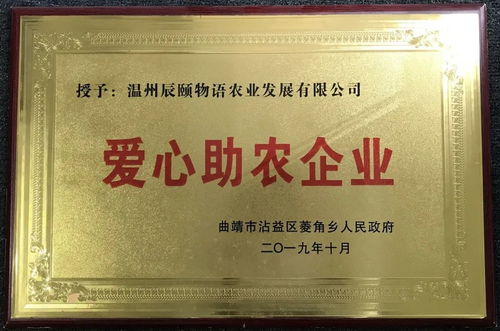 授予：温州辰颐物语农业发展有限公司
爱心助农企业
曲靖市沾益区菱角乡人民政府
二〇一九年十月